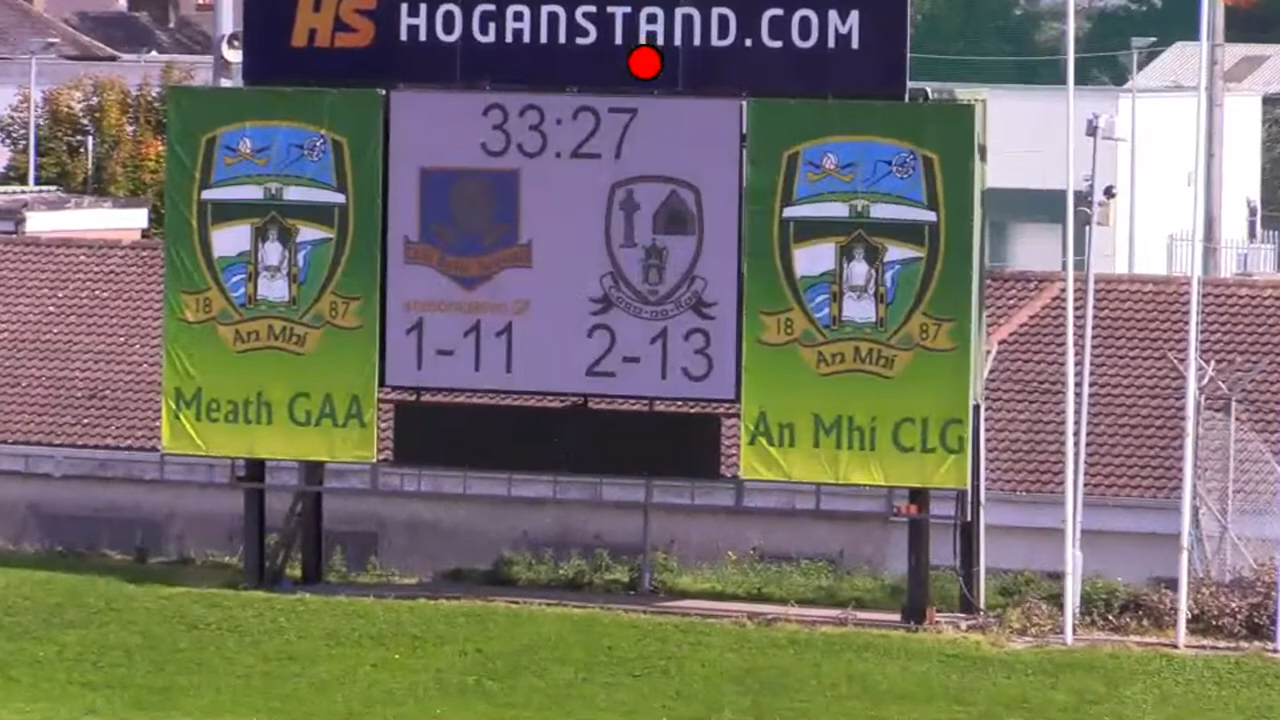 HS HOGANSTAND.COM
33:27
18 87
An Mhí
Meath GAA
1-11
2-13
18 87
An Mhí
An Mhí CLG